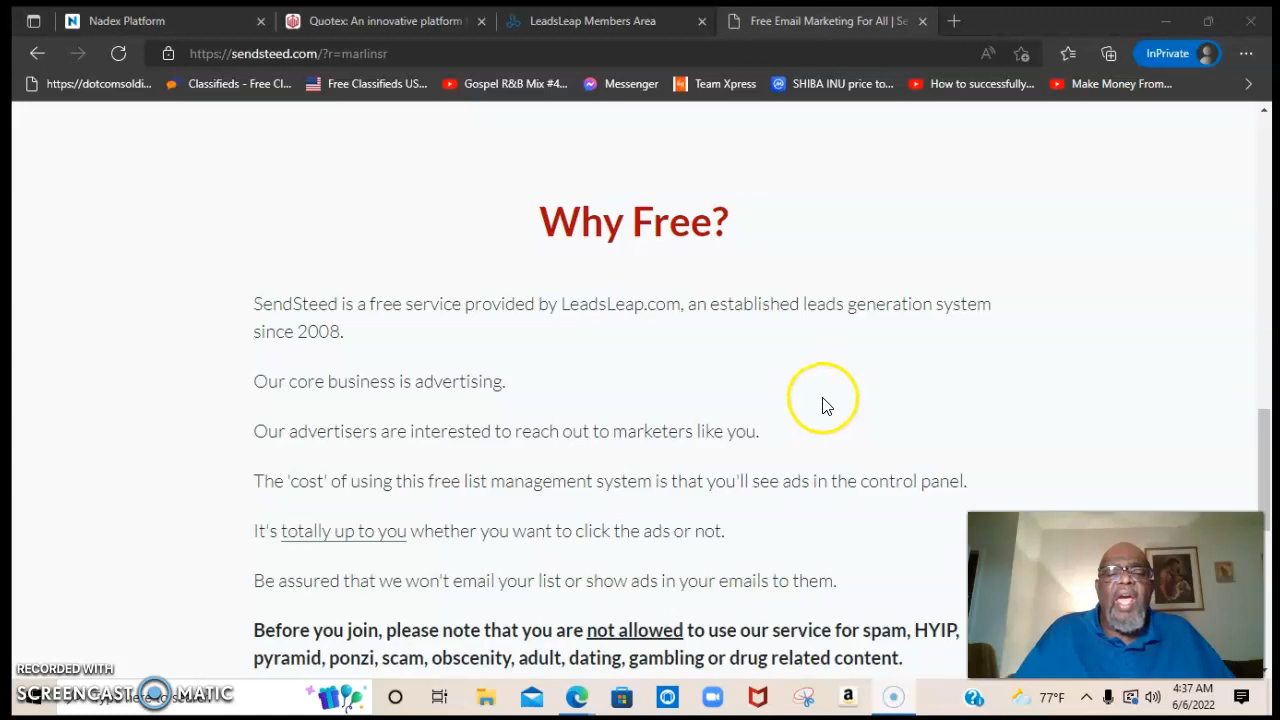 Nadex Platform
Quotex: An innovative platform
LeadsLeap Members Area
Free Email Marketing For All | Se
https://sendsteed.com/?r=marlinsr
InPrivate
https://dotcomsoldi...
Classifieds - Free Cl...
Free Classifieds US...
Gospel R&B Mix #4...
Messenger
Team Xpress
SHIBA INU price to...
How to successfully...
Make Money From...
Why Free?
SendSteed is a free service provided by LeadsLeap.com, an established leads generation system
since 2008.
Our core business is advertising.
Our advertisers are interested to reach out to marketers like you.
The 'cost' of using this free list management system is that you'll see ads in the control panel.
It's totally up to you whether you want to click the ads or not.
Be assured that we won't email your list or show ads in your emails to them.
Before you join, please note that you are not allowed to use our service for spam, HYIP,
pyramid, ponzi, scam, obscenity, adult, dating, gambling or drug related content.
RECORDED WITH
SCREENCAST MATIC
77°F
4:37 AM
6/6/2022